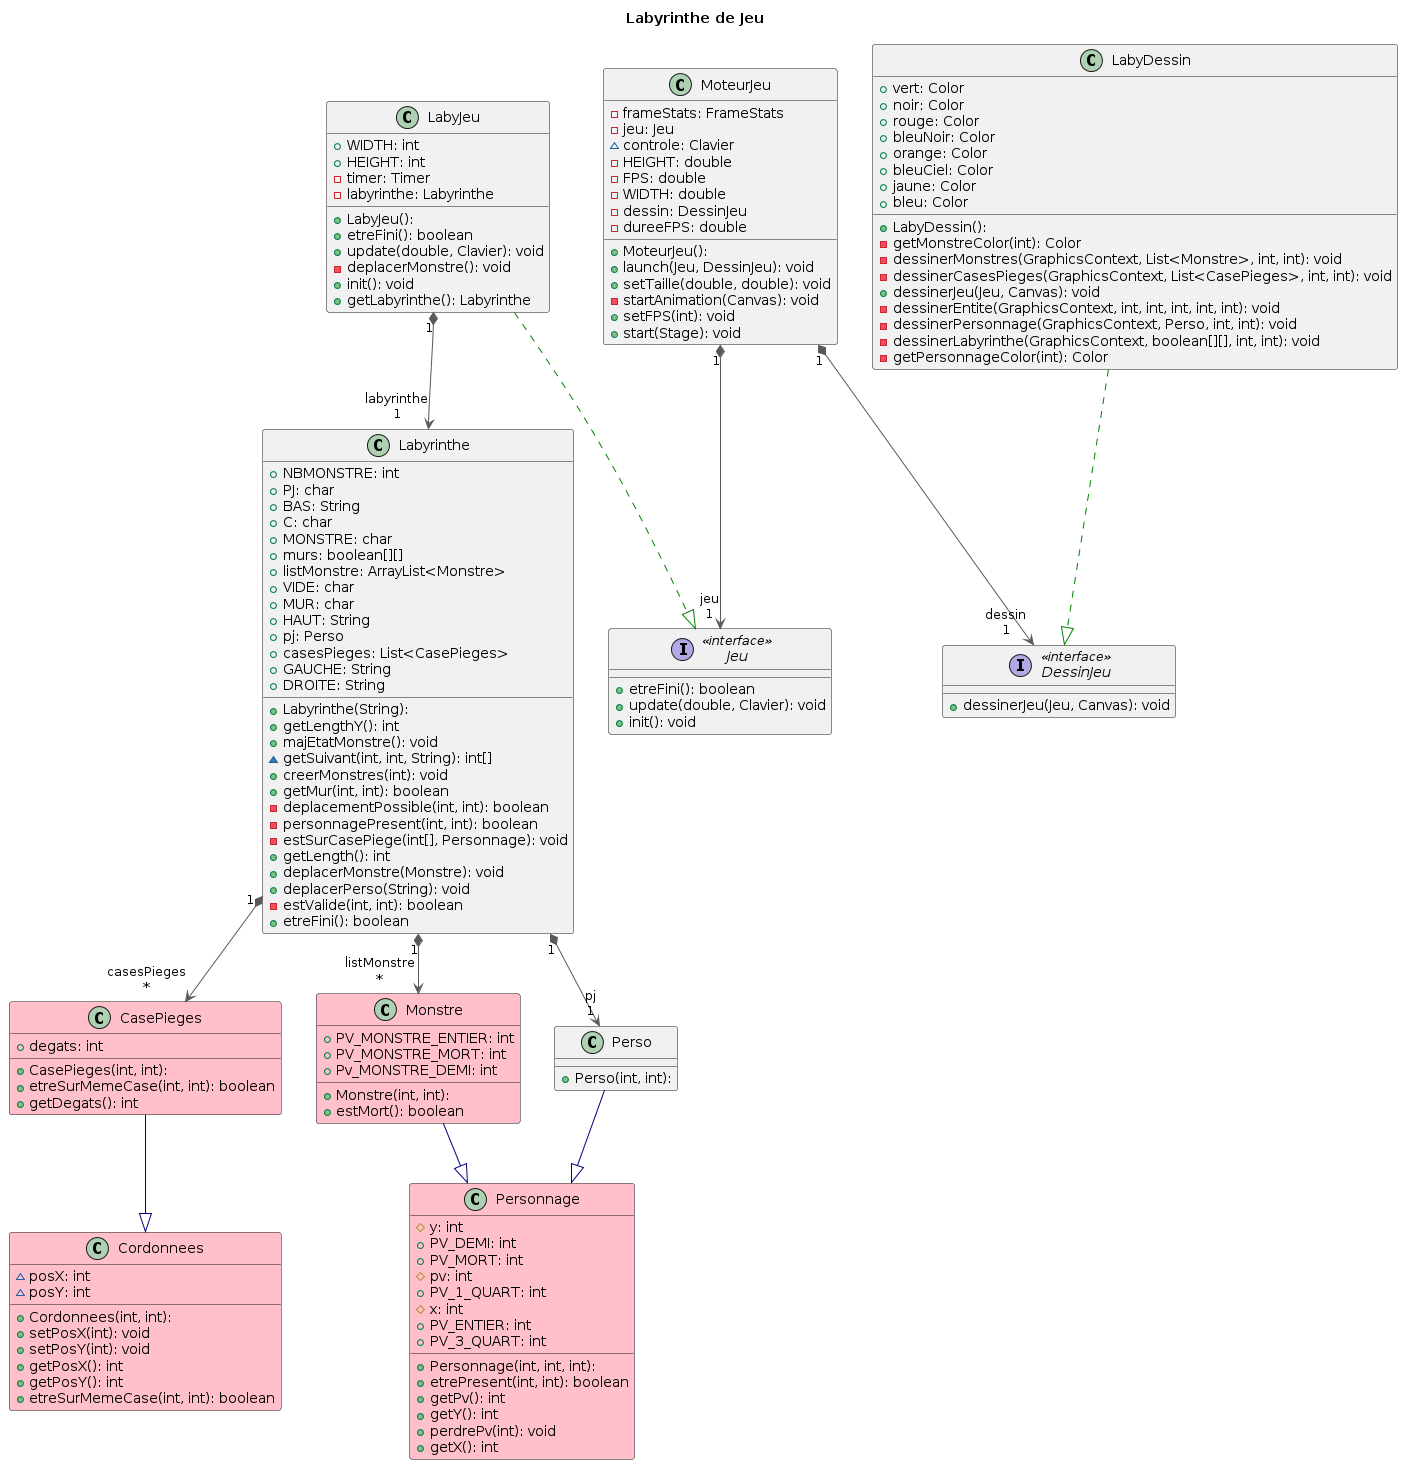 Labyrinthe de Jeu
C LabyJeu
WIDTH: int
HEIGHT: int
timer: Timer
labyrinthe: Labyrinthe
LabyJeu():
etreFini(): boolean
update(double, Clavier): void
deplacerMonstre(): void
init(): void
getLabyrinthe(): Labyrinthe
C MoteurJeu
frameStats: FrameStats
jeu: Jeu
controle: Clavier
HEIGHT: double
FPS: double
WIDTH: double
dessin: DessinJeu
dureeFPS: double
MoteurJeu():
launch(Jeu, DessinJeu): void
setTaille(double, double): void
startAnimation(Canvas): void
setFPS(int): void
start(Stage): void
C LabyDessin
vert: Color
noir: Color
rouge: Color
bleuNoir: Color
orange: Color
bleuCiel: Color
jaune: Color
bleu: Color
LabyDessin():
getMonstreColor(int): Color
dessinerMonstres(GraphicsContext, List<Monstre>, int, int): void
dessinerCasesPieges(GraphicsContext, List<CasePieges>, int, int): void
dessinerJeu(Jeu, Canvas): void
dessinerEntite(GraphicsContext, int, int, int, int, int): void
dessinerPersonnage(GraphicsContext, Perso, int, int): void
dessinerLabyrinthe(GraphicsContext, boolean[][], int, int): void
getPersonnageColor(int): Color
1
1
1
labyrinthe
1
C Labyrinthe
NBMONSTRE: int
PJ: char
BAS: String
C: char
MONSTRE: char
murs: boolean[][]
listMonstre: ArrayList<Monstre>
VIDE: char
MUR: char
HAUT: String
pj: Perso
casesPieges: List<CasePieges>
GAUCHE: String
DROITE: String
Labyrinthe(String):
getLengthY(): int
majEtatMonstre(): void
getSuivant(int, int, String): int[]
creerMonstres(int): void
getMur(int, int): boolean
deplacementPossible(int, int): boolean
personnagePresent(int, int): boolean
estSurCasePiege(int[], Personnage): void
getLength(): int
deplacerMonstre(Monstre): void
deplacerPerso(String): void
estValide(int, int): boolean
etreFini(): boolean
jeu
1
I «interface»
Jeu
etreFini(): boolean
update(double, Clavier): void
init(): void
dessin
1
I «interface»
DessinJeu
dessinerJeu(Jeu, Canvas): void
1
1
1
casesPieges
*
listMonstre
*
pj
1
C CasePieges
degats: int
CasePieges(int, int):
etreSurMemeCase(int, int): boolean
getDegats(): int
C Monstre
PV_MONSTRE_ENTIER: int
PV_MONSTRE_MORT: int
Pv_MONSTRE_DEMI: int
Monstre(int, int):
estMort(): boolean
C Perso
Perso(int, int):
C Cordonnees
posX: int
posY: int
Cordonnees(int, int):
setPosX(int): void
setPosY(int): void
getPosX(): int
getPosY(): int
etreSurMemeCase(int, int): boolean
C Personnage
y: int
PV_DEMI: int
PV_MORT: int
pv: int
PV_1_QUART: int
x: int
PV_ENTIER: int
PV_3_QUART: int
Personnage(int, int, int):
etrePresent(int, int): boolean
getPv(): int
getY(): int
perdrePv(int): void
getX(): int